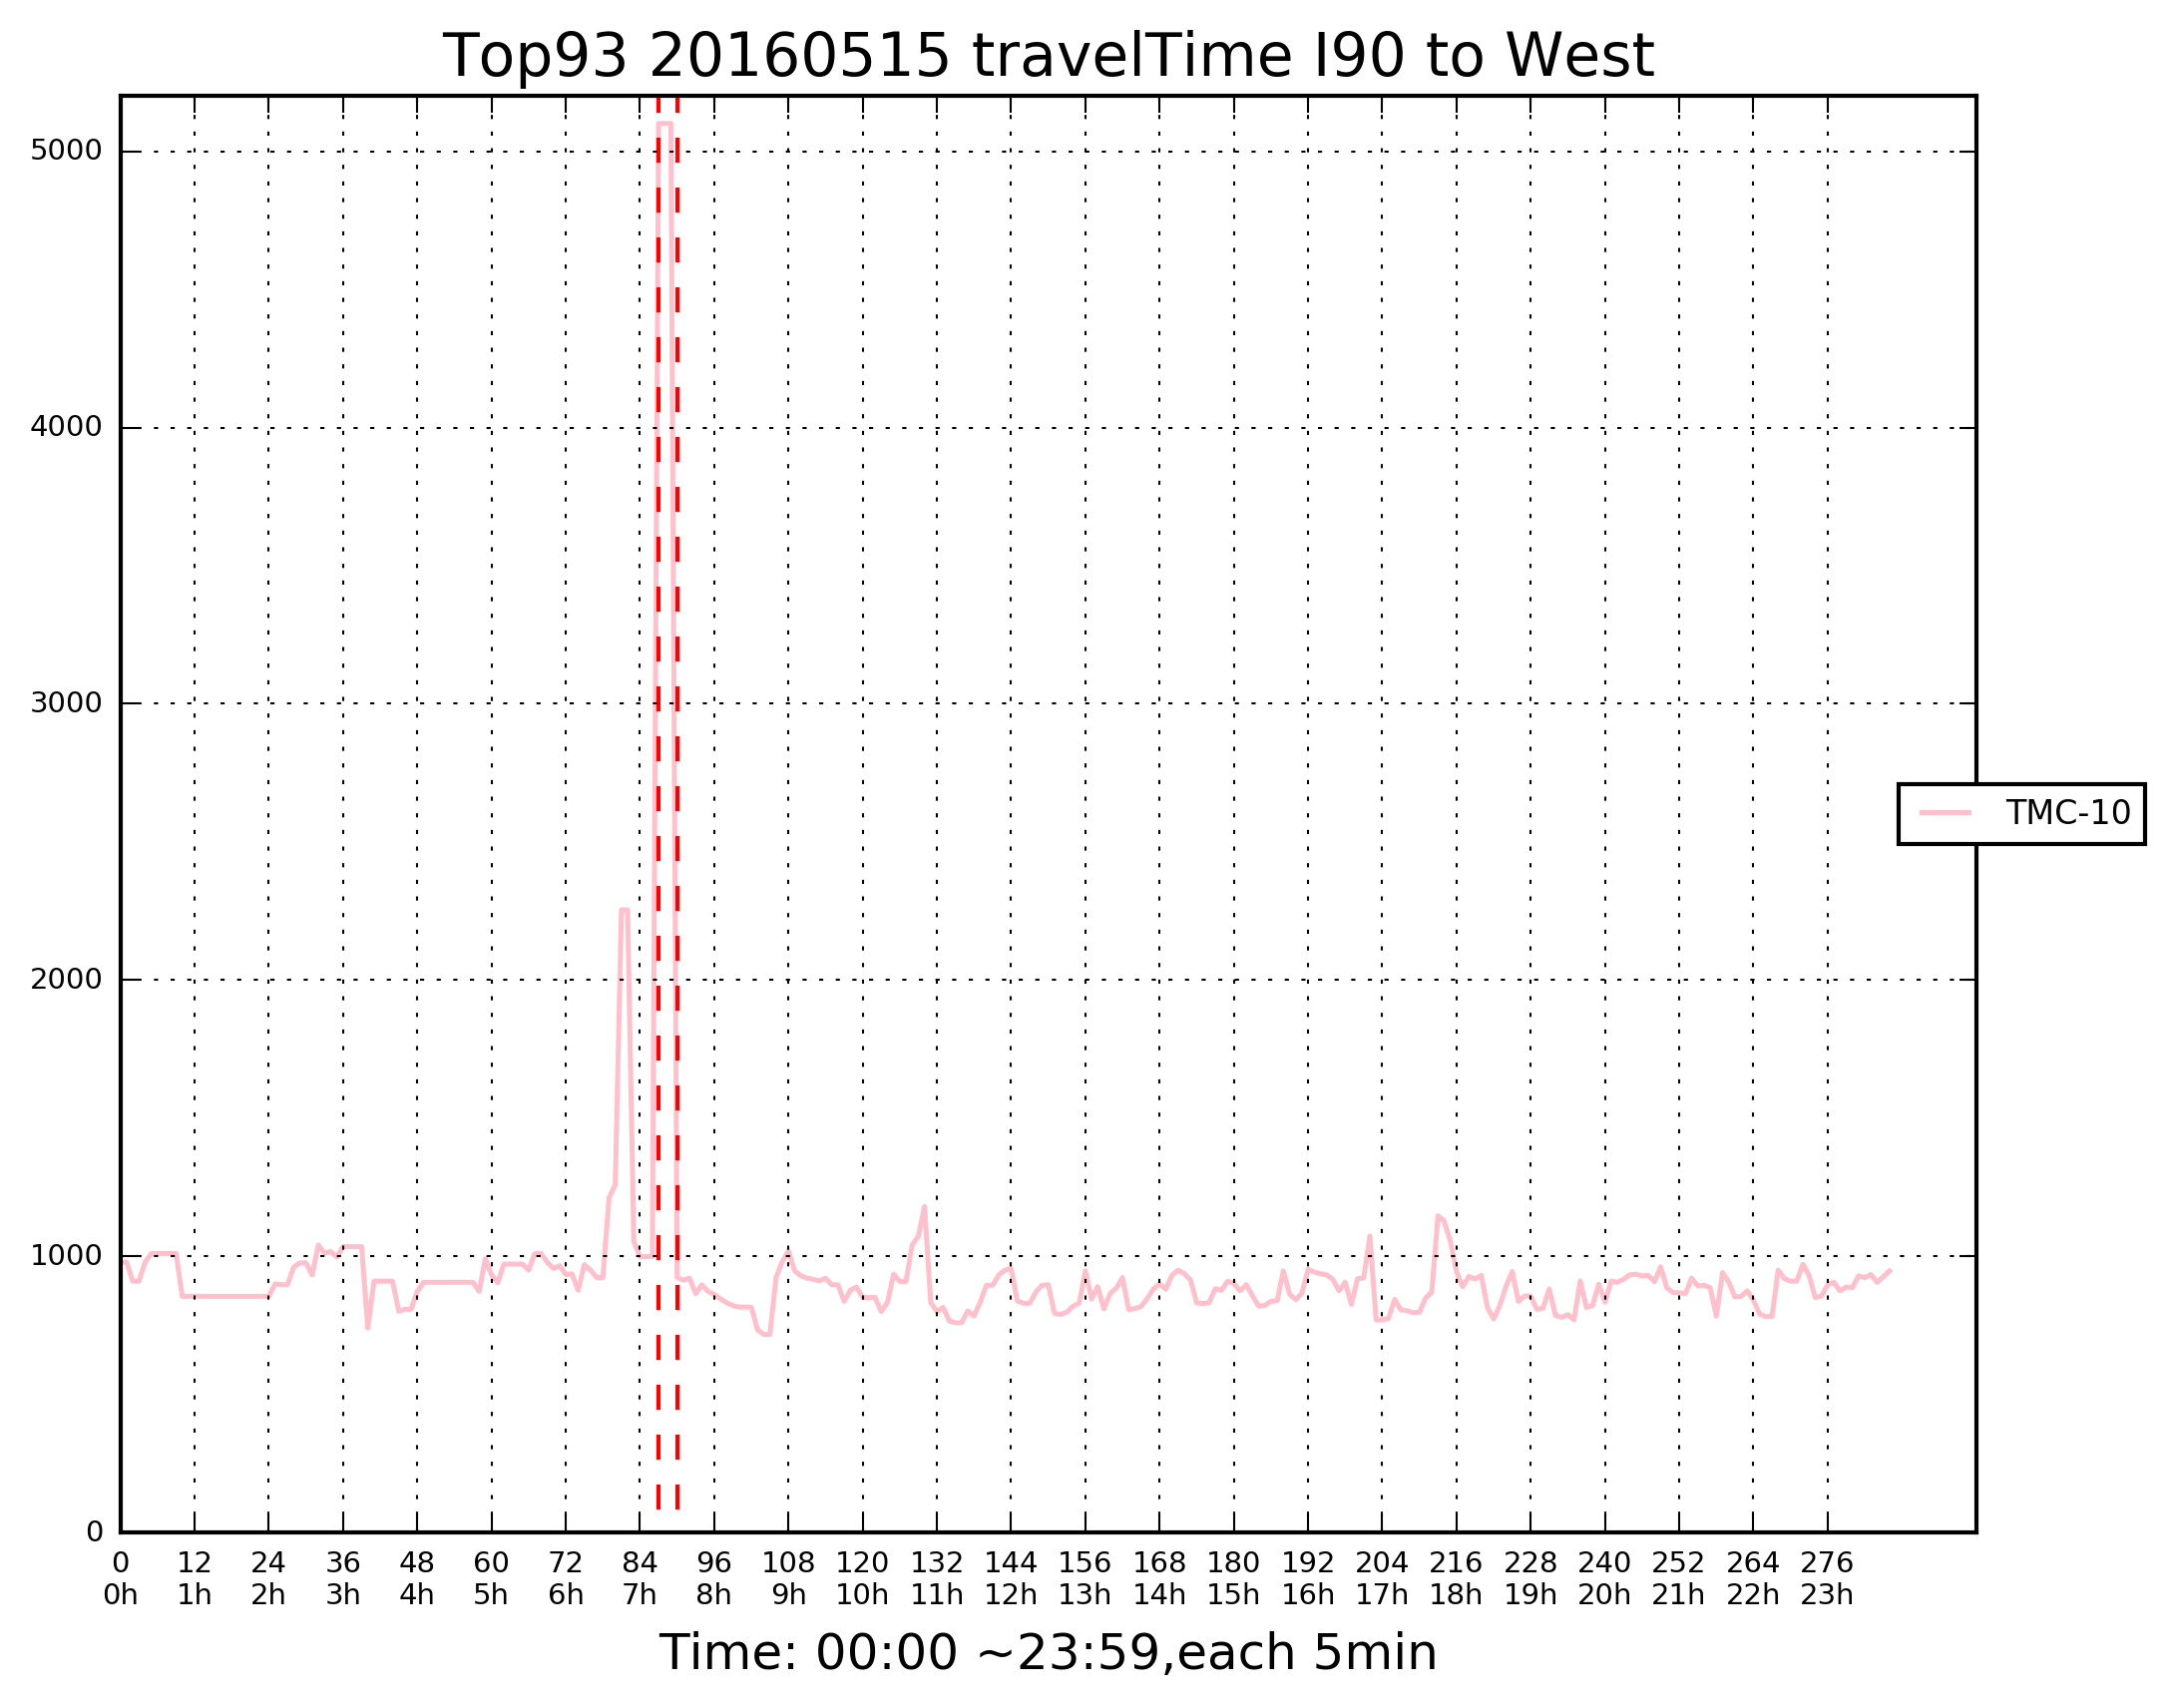 Top93 20160515 travelTime I90 to West
5000
4000
3000
2000
1000
0
TMC-10
0 12 24 36 48 60 72 84 96 108 120 132 144 156 168 180 192 204 216 228 240 252 264 276
0h 1h 2h 3h 4h 5h 6h 7h 8h 9h 10h 11h 12h 13h 14h 15h 16h 17h 18h 19h 20h 21h 22h 23h
Time: 00:00 ~23:59,each 5min